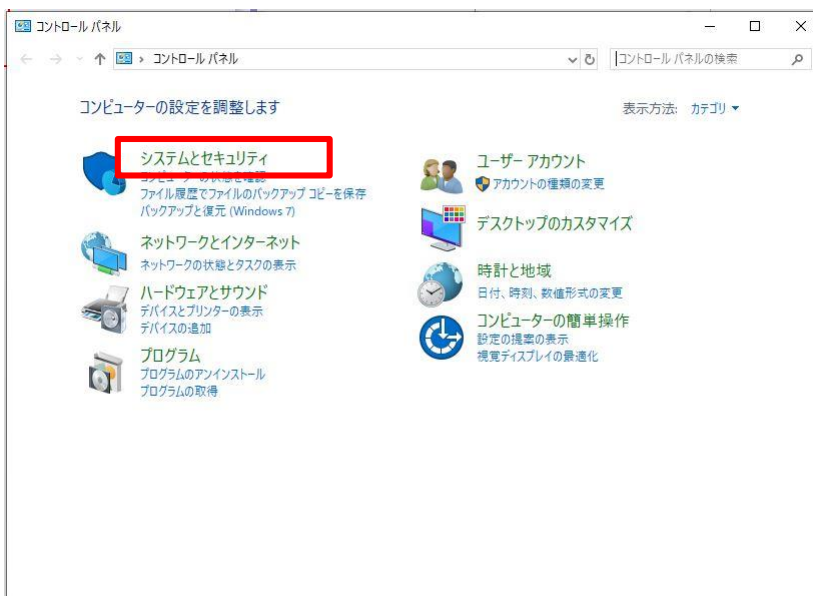 コントロール パネル
コントロール パネル
コントロール パネルの検索
コンピューターの設定を調整します
表示方法: カテゴリ
システムとセキュリティ
ファイル履歴でファイルのバックアップ コピーを保存
バックアップと復元 (Windows 7)
ネットワークとインターネット
ネットワークの状態とタスクの表示
ハードウェアとサウンド
デバイスとプリンターの表示
デバイスの追加
プログラム
プログラムのアンインストール
プログラムの取得
ユーザー アカウント
アカウントの種類の変更
デスクトップのカスタマイズ
時計と地域
日付、時刻、数値形式の変更
コンピューターの簡単操作
設定の提案の表示
視覚ディスプレイの最適化